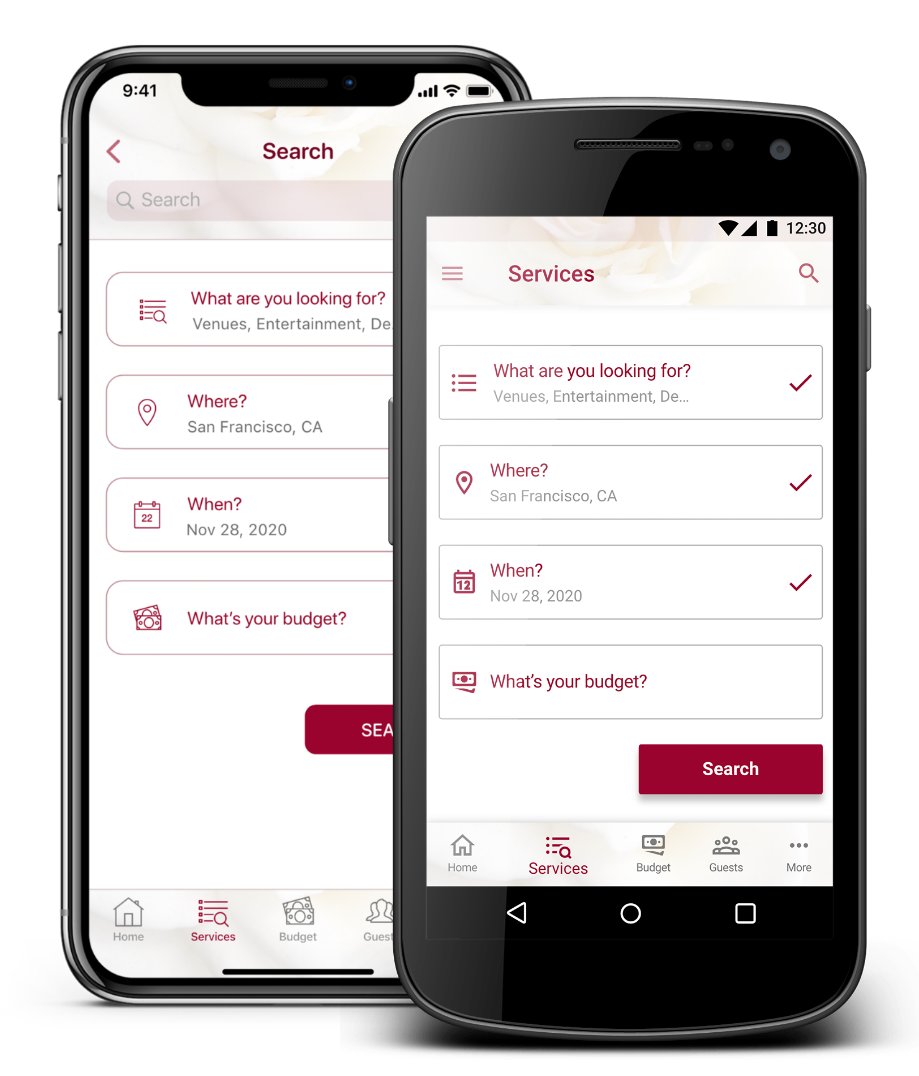 9:41
Search
Search
What are you looking for?
Venues, Entertainment, De.
Where?
San Francisco, CA
When?
22
Nov 28, 2020
What's your budget?
SEA
Home
Services
Budget
Guest
12:30
Services
What are you looking for?
Venues, Entertainment, De...
Where?
San Francisco, CA
When?
12
Nov 28, 2020
What's your budget?
Search
Home
Services
Budget
Guests
More